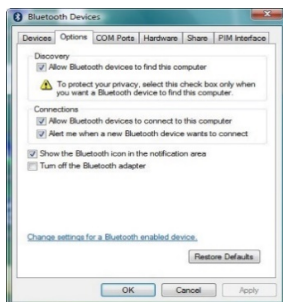 Bluetooth Devices
Devices Options COM Ports Hardware Share PIM Interface
Discovery
Allow Bluetooth devices to find this computer
To protect your privacy, select this check box only when
you want a Bluetooth device to find this computer.
Connections
Allow Bluetooth devices to connect to this computer
Alert me when a new Bluetooth device wants to connect
Show the Bluetooth icon in the notification area
Turn off the Bluetooth adapter
Change settings for a Bluetooth enabled device.
Restore Defaults
OK Cancel Apply